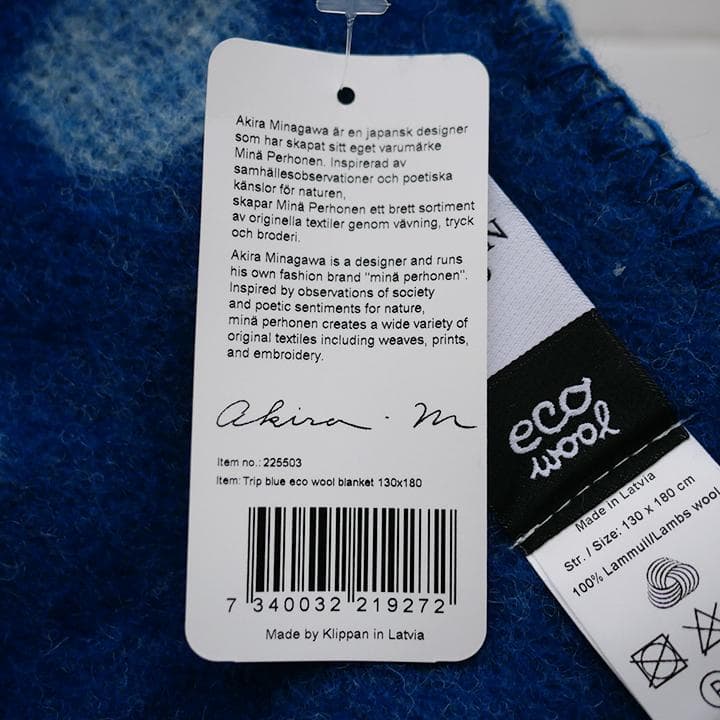 Akira Minagawa är en japansk designer
som har skapat sitt eget varumärke
Minä Perhonen. Inspirerad av
samhällesobservationer och poetiska
känslor för naturen,
skapar Minä Perhonen ett brett sortiment
av originella textiler genom vävning, tryck
och broderi.
Akira Minagawa is a designer and runs
his own fashion brand "minä perhonen".
Inspired by observations of society
and poetic sentiments for nature,
minä perhonen creates a wide variety of
original textiles including weaves, prints,
and embroidery.
Akira · M
Item no.: 225503
Item: Trip blue eco wool blanket 130x180
7 340032 219272
Made by Klippan in Latvia
eco
wool
Made in Latvia
Str. / Size: 130 x 180 cm
100% Lammull/Lambs wool